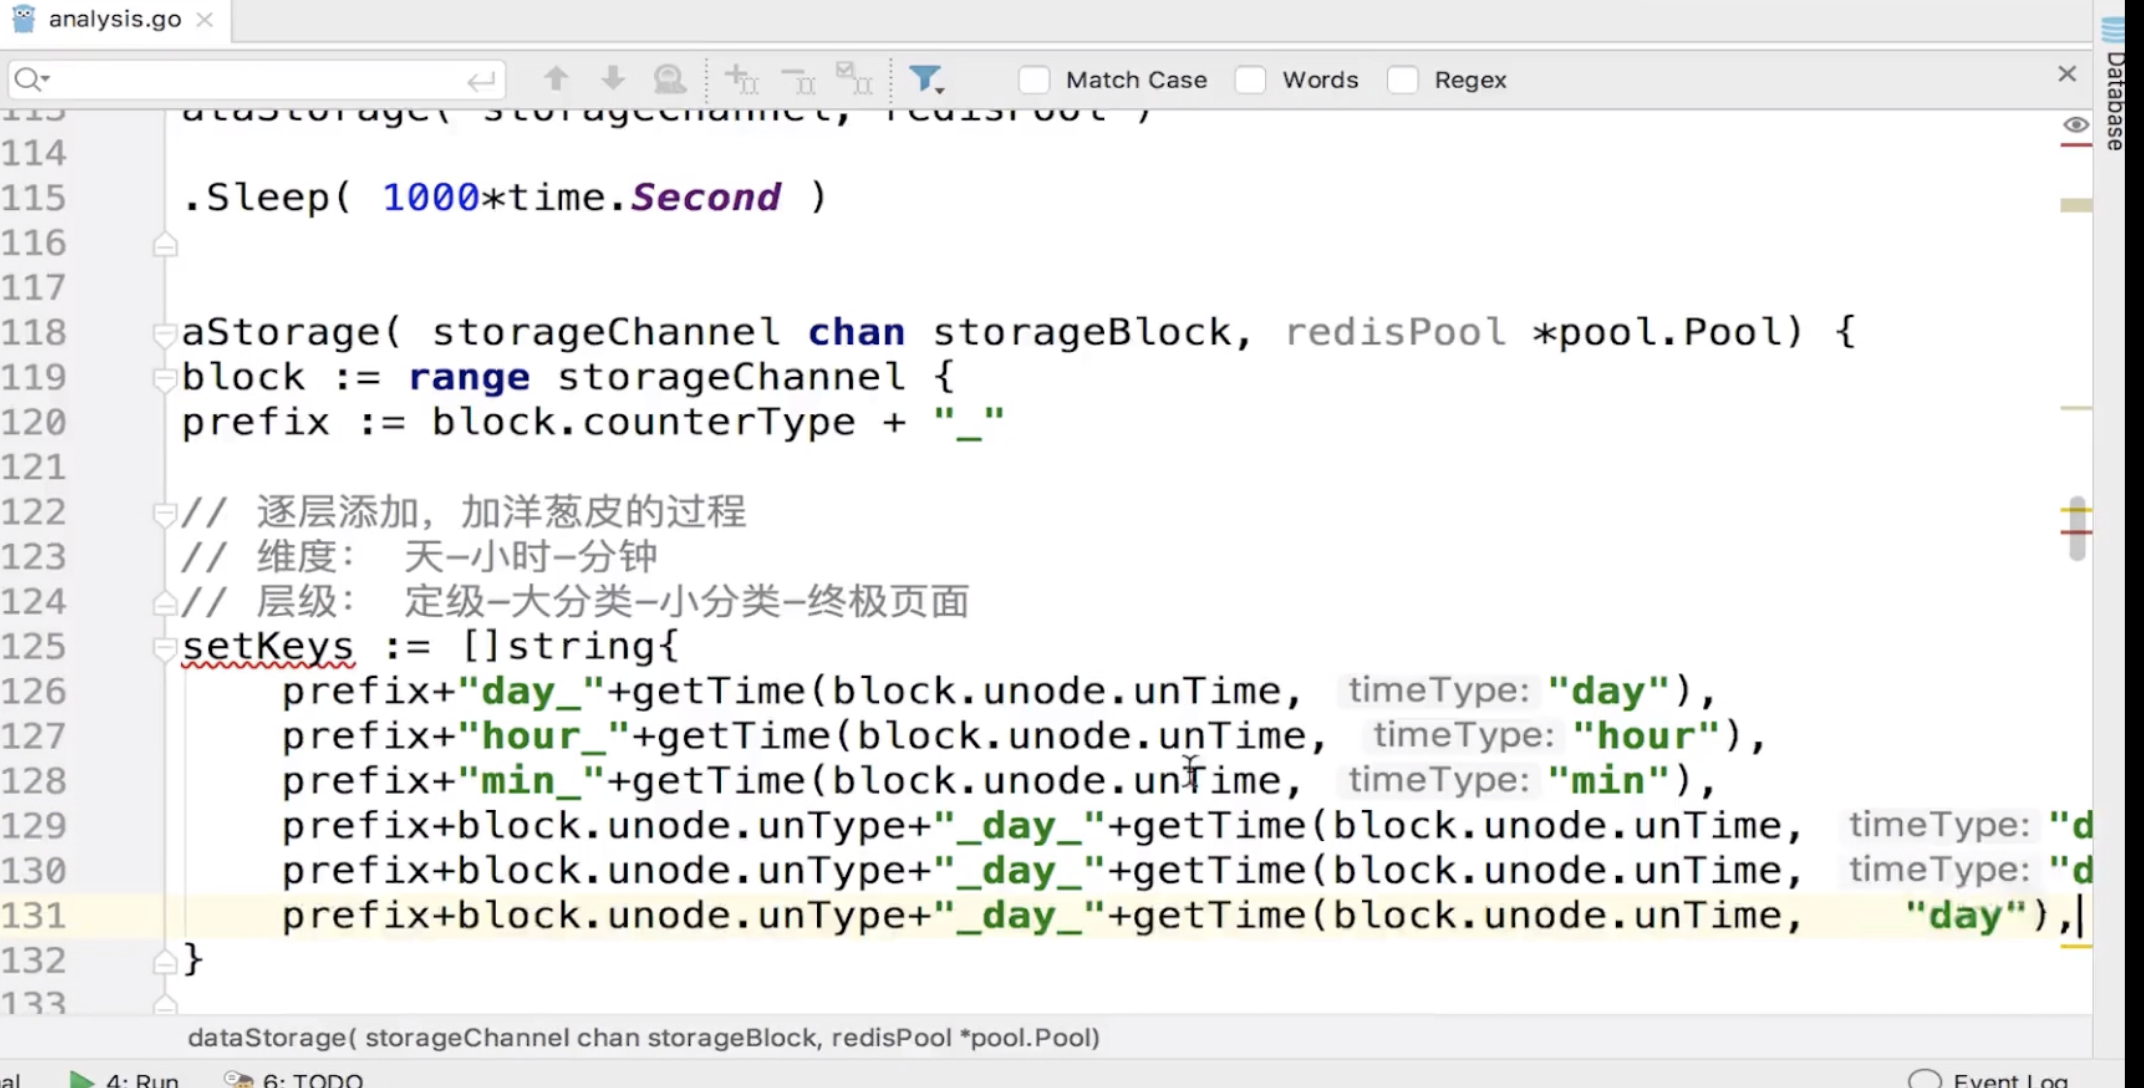 analysis.go
Match Case Words Regex
Database
113 ataStorage( storageChannel, redisPool )
114
115 .Sleep( 1000*time.Second )
116
117
118 aStorage( storageChannel chan storageBlock, redisPool *pool.Pool) {
119 block := range storageChannel {
120 prefix := block.counterType + "_"
121
122 // 逐层添加，加洋葱皮的过程
123 // 维度： 天-小时-分钟
124 // 层级： 定级-大分类-小分类-终极页面
125 setKeys := []string{
126 prefix+"day_"+getTime(block.unode.unTime, timeType: "day"),
127 prefix+"hour_"+getTime(block.unode.unTime, timeType: "hour"),
128 prefix+"min_"+getTime(block.unode.unTime, timeType: "min"),
129 prefix+block.unode.unType+"_day_"+getTime(block.unode.unTime, timeType: "d
130 prefix+block.unode.unType+"_day_"+getTime(block.unode.unTime, timeType: "d
131 prefix+block.unode.unType+"_day_"+getTime(block.unode.unTime, "day"),
132 }
133
dataStorage( storageChannel chan storageBlock, redisPool *pool.Pool)
al 4: Run 6: TODO Event Log